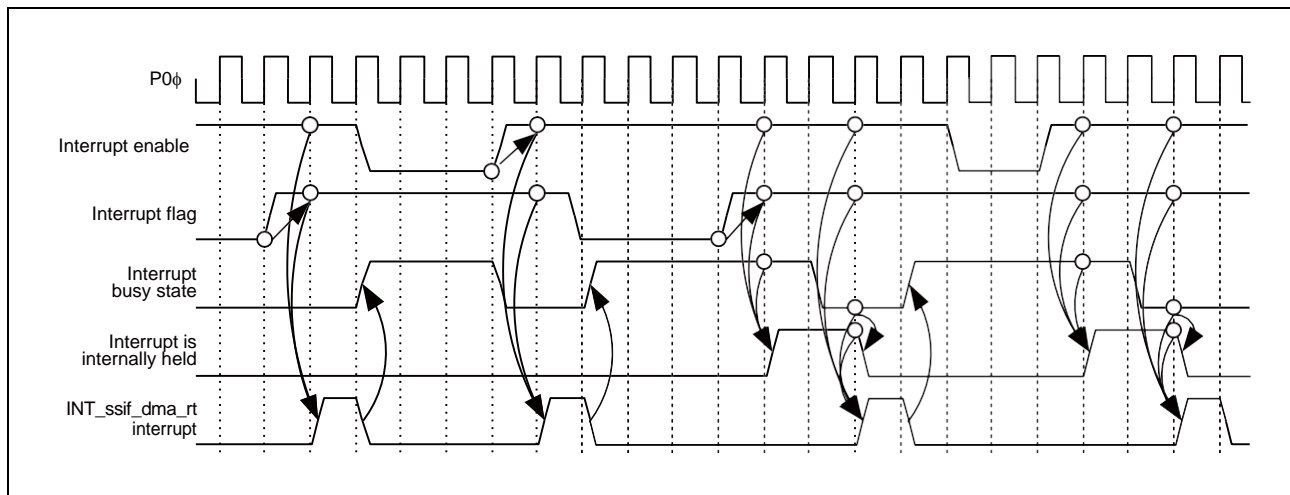 P0ϕ
Interrupt enable
Interrupt flag
Interrupt
busy state
Interrupt is
internally held
INT_ssif_dma_rt
interrupt